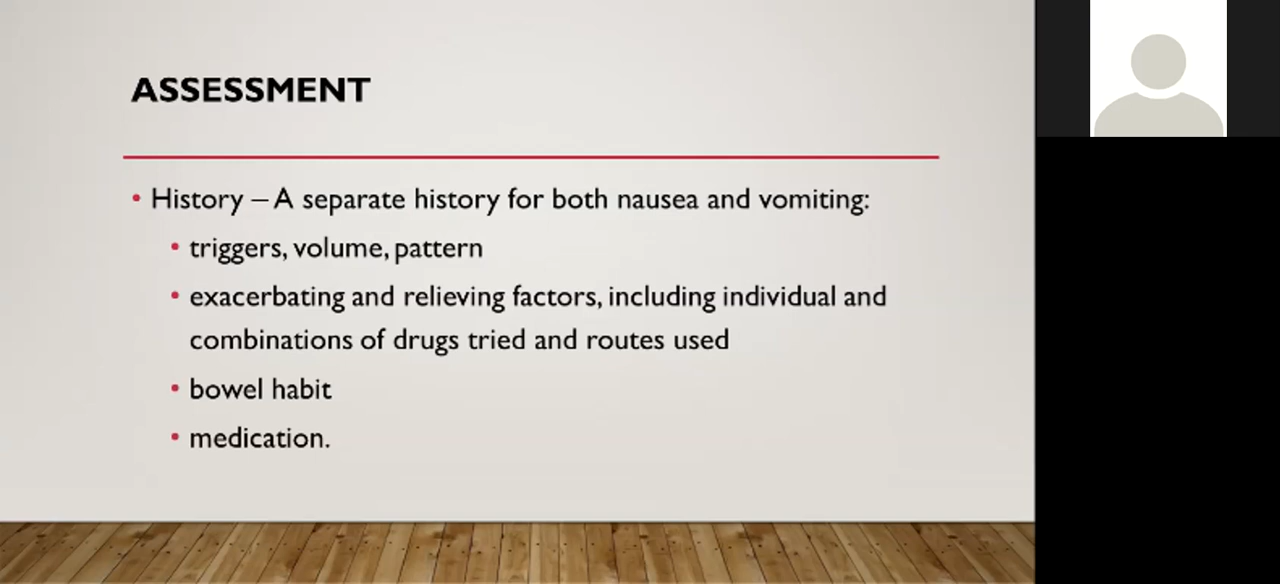 ASSESSMENT
• History – A separate history for both nausea and vomiting:
• triggers, volume, pattern
• exacerbating and relieving factors, including individual and
combinations of drugs tried and routes used
• bowel habit
• medication.